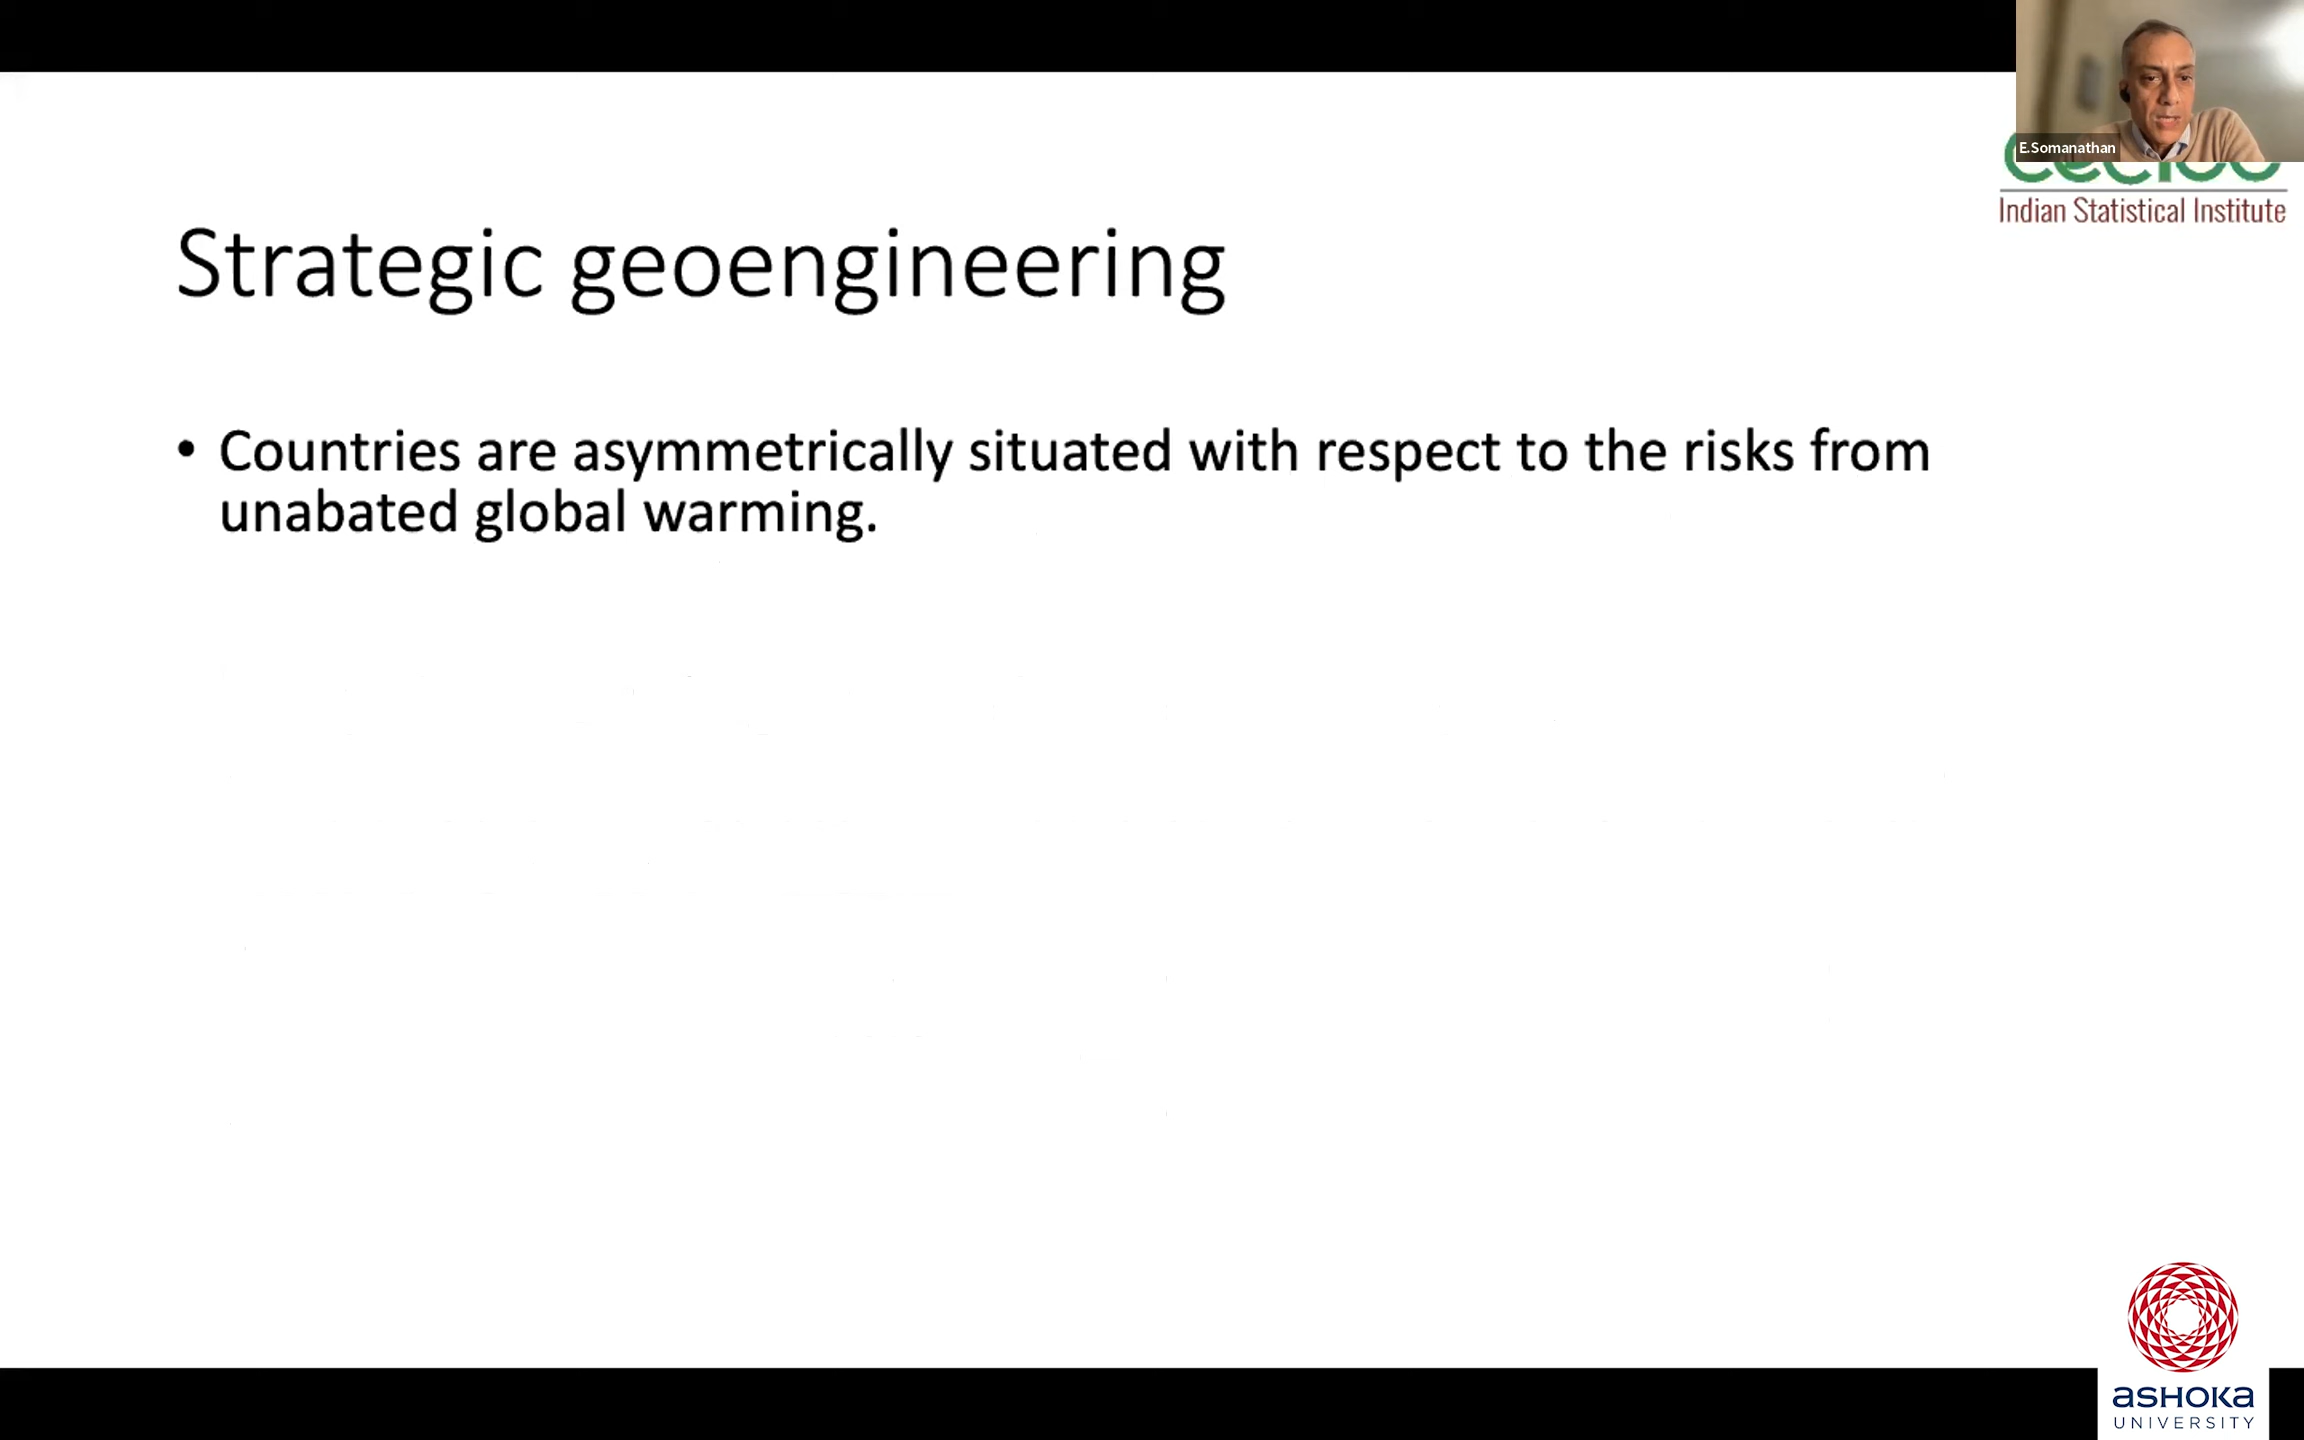 E.Somanathan
Indian Statistical Institute
Strategic geoengineering
• Countries are asymmetrically situated with respect to the risks from
unabated global warming.
ASHOKA
UNIVERSITY